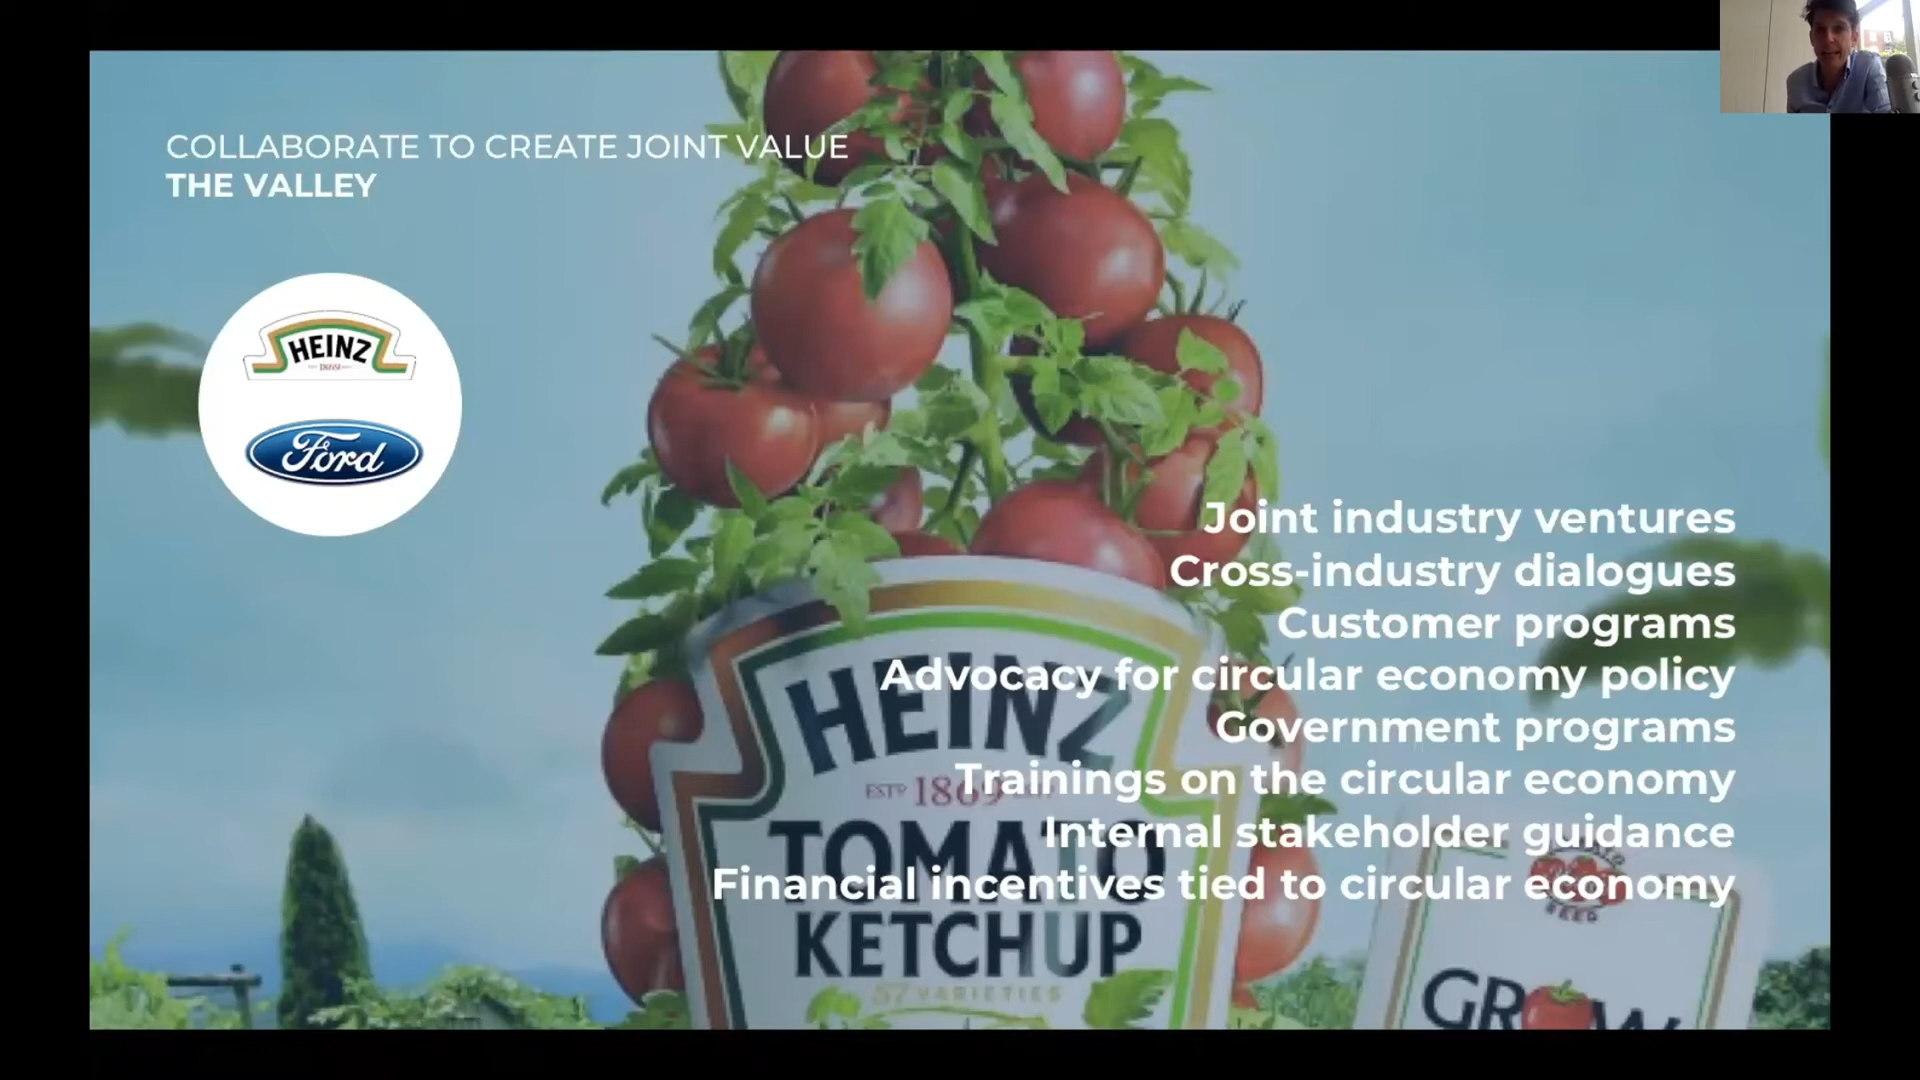 COLLABORATE TO CREATE JOINT VALUE
THE VALLEY
HEINZ
1869
Ford
Joint industry ventures
Cross-industry dialogues
Customer programs
Advocacy for circular economy policy
Government programs
Trainings on the circular economy
Internal stakeholder guidance
Financial incentives tied to circular economy
HEINZ
ESTD 1869
TOMATO
KETCHUP
57 VARIETIES
GROW